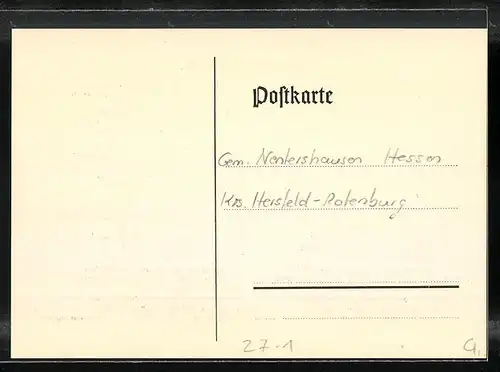 Postkarte
Gem. Nentershausen Hessen
Krs. Hersfeld-Rotenburg
27-1
G.